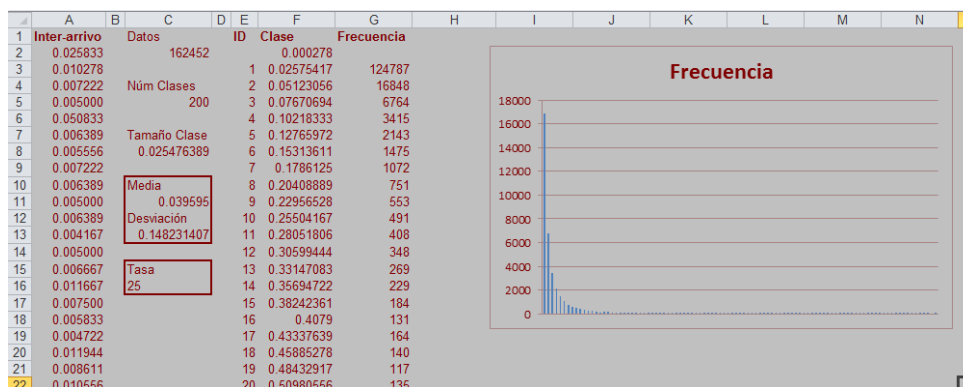 A B C D E F G H I J K L M N
1 Inter-arrivo Datos ID Clase Frecuencia
2 0.025833 162452 0.000278
3 0.010278 1 0.02575417 124787
4 0.007222 Núm Clases 2 0.05123056 16848
5 0.005000 200 3 0.07670694 6764
6 0.050833 4 0.10218333 3415
7 0.006389 Tamaño Clase 5 0.12765972 2143
8 0.005556 0.025476389 6 0.15313611 1475
9 0.007222 7 0.1786125 1072
10 0.006389 Media 8 0.20408889 751
11 0.005000 0.039595 9 0.22956528 553
12 0.006389 Desviación 10 0.25504167 491
13 0.004167 0.148231407 11 0.28051806 408
14 0.005000 12 0.30599444 348
15 0.006667 Tasa 13 0.33147083 269
16 0.011667 25 14 0.35694722 229
17 0.007500 15 0.38242361 184
18 0.005833 16 0.4079 131
19 0.004722 17 0.43337639 164
20 0.011944 18 0.45885278 140
21 0.008611 19 0.48432917 117
22 0.010556 20 0.50980556 135
Frecuencia
18000
16000
14000
12000
10000
8000
6000
4000
2000
0